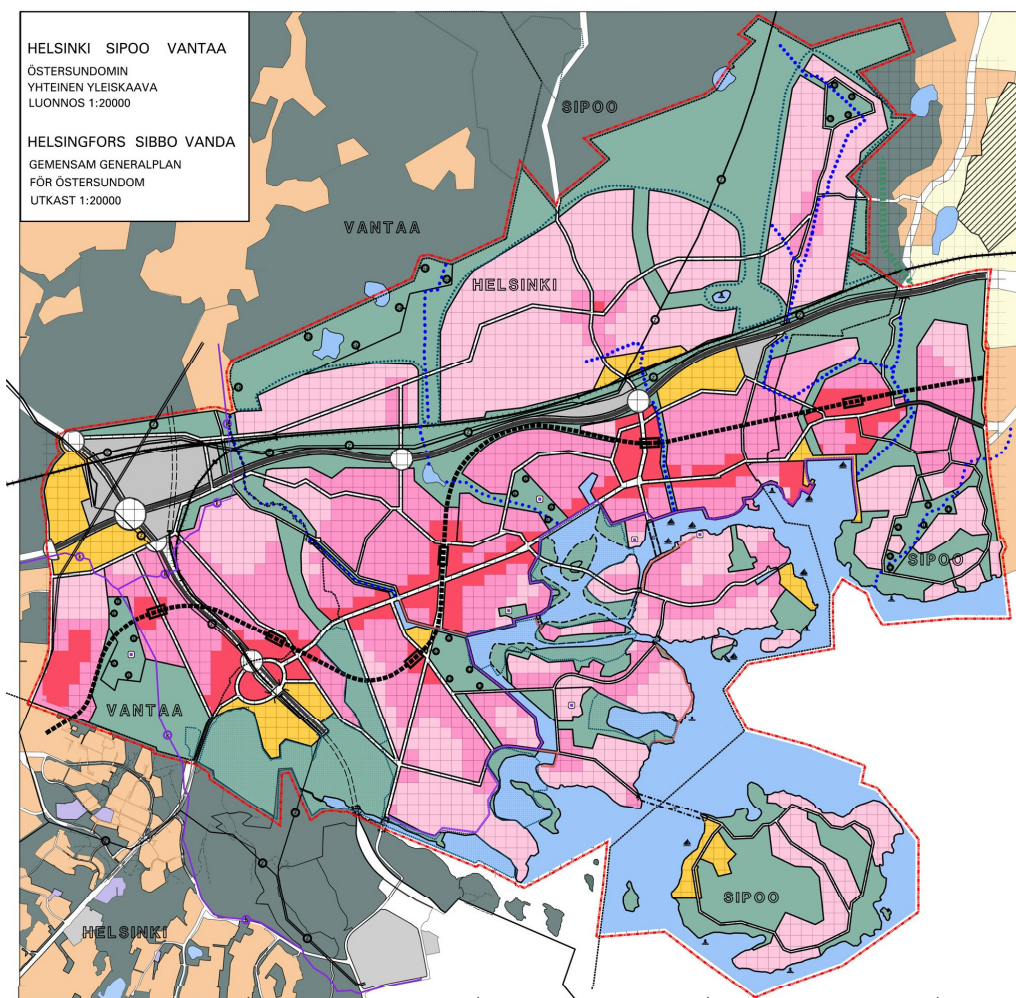 HELSINKI SIPOO VANTAA
ÖSTERSUNDOMIN
YHTEINEN YLEISKAAVA
LUONNOS 1:20000
HELSINGFORS SIBBO VANDA
GEMENSAM GENERALPLAN
FÖR ÖSTERSUNDOM
UTKAST 1:20000
SIPOO
VANTAA
HELSINKI
SIPOO
VANTAA
SIPOO
HELSINKI